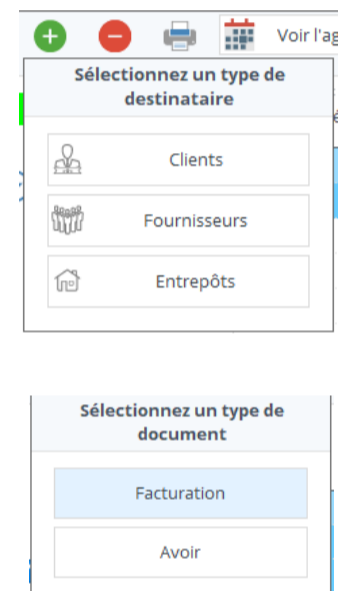 Voir l'ag
Sélectionnez un type de
destinataire
Clients
Fournisseurs
Entrepôts
Sélectionnez un type de
document
Facturation
Avoir